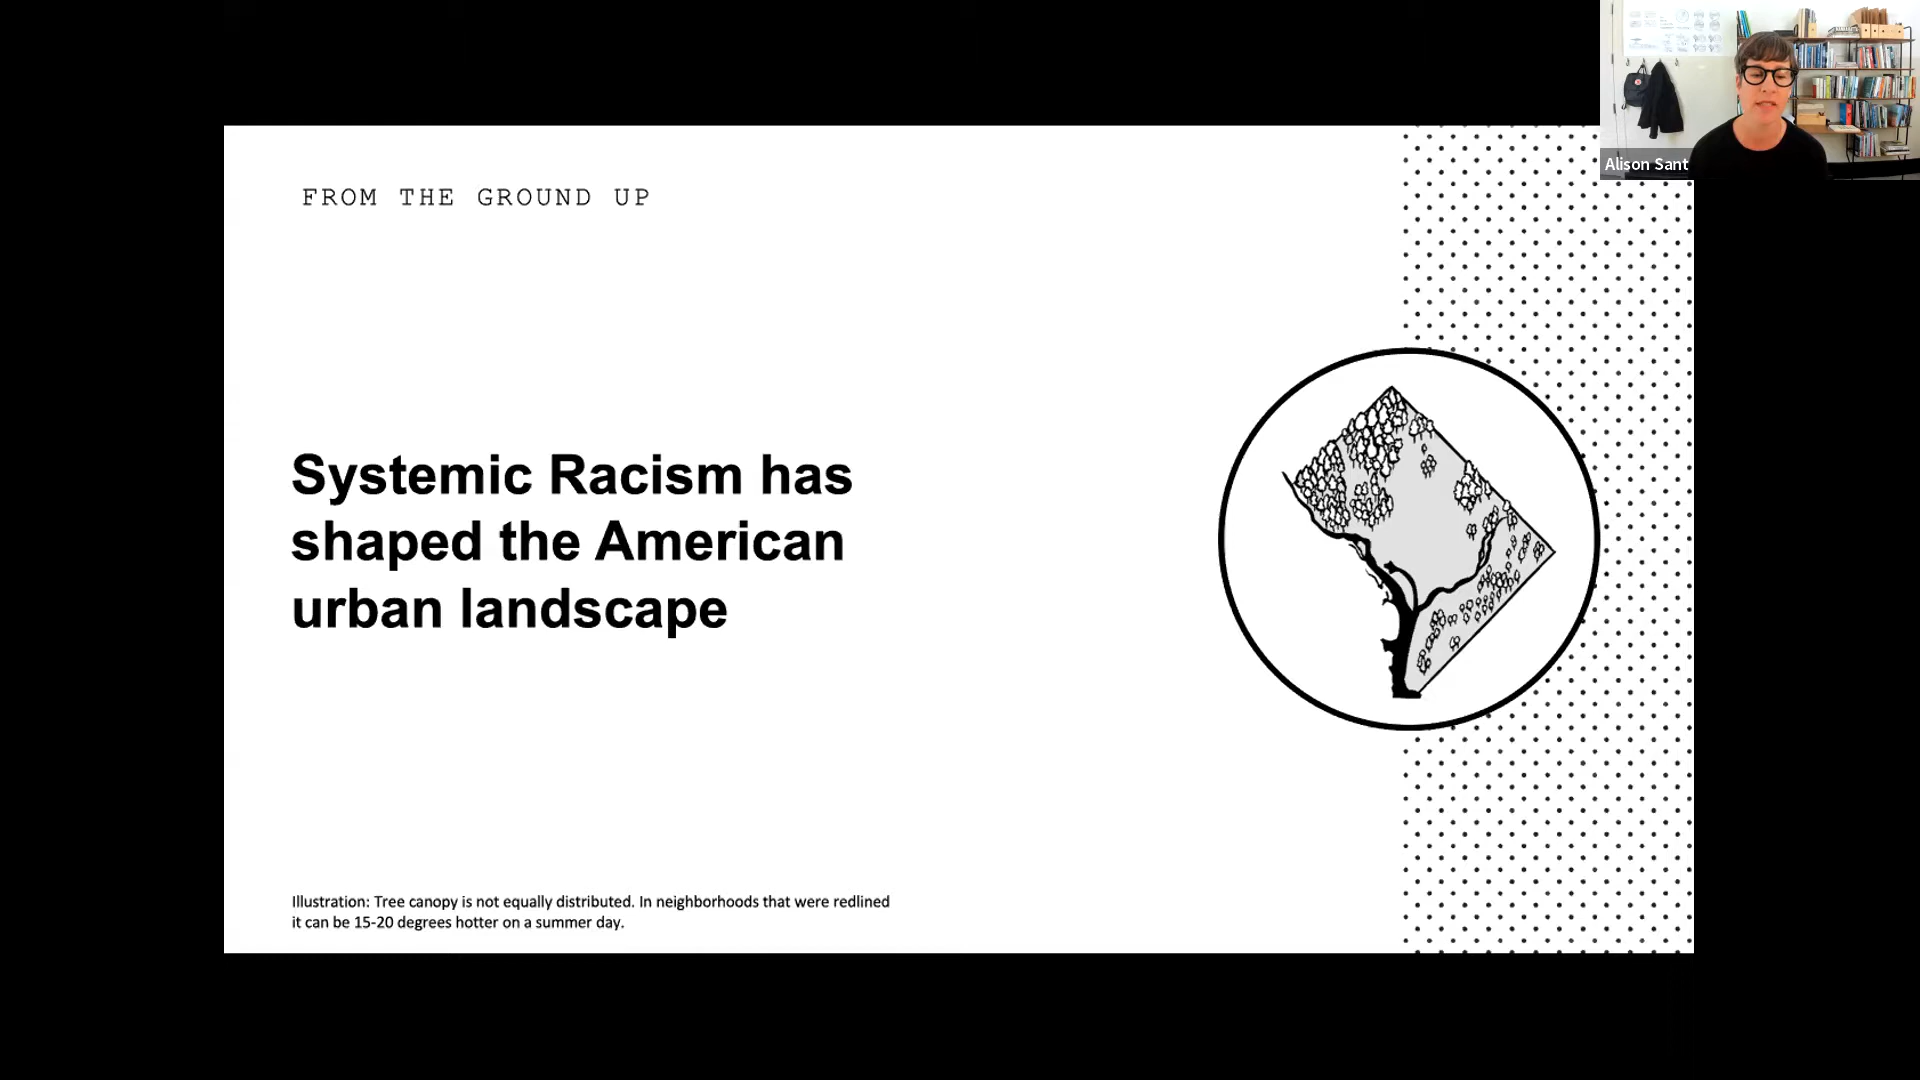 Alison Sant
FROM THE GROUND UP
Systemic Racism has
shaped the American
urban landscape
Illustration: Tree canopy is not equally distributed. In neighborhoods that were redlined
it can be 15-20 degrees hotter on a summer day.